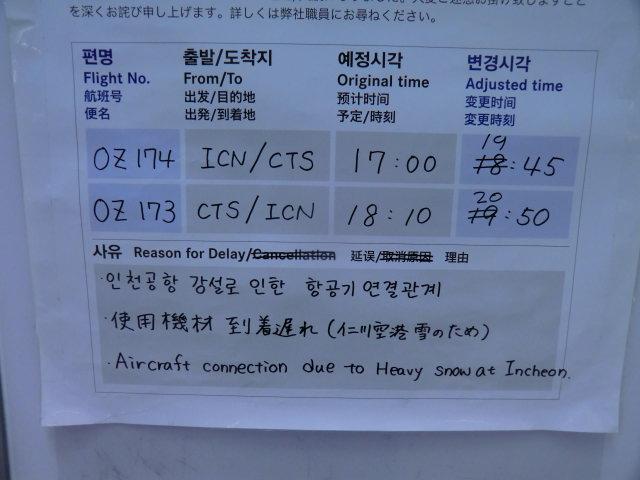 を深くお詫び申し上げます。詳しくは弊社職員にお尋ねください。
편명 출발/도착지 예정시각 변경시각
Flight No. From/To Original time Adjusted time
航班号 出发/目的地 预计时间 变更时间
便名 出発/到着地 予定/時刻 変更時刻
19
OZ 174 ICN/CTS 17:00 18:45
20
OZ 173 CTS/ICN 18:10 19:50
사유 Reason for Delay/Cancellation 延误/取消原因 理由
·인천공항 강설로 인한 항공기 연결관계
·使用機材 到着遅れ (仁川空港 雪のため)
·Aircraft connection due to Heavy snow at Incheon.